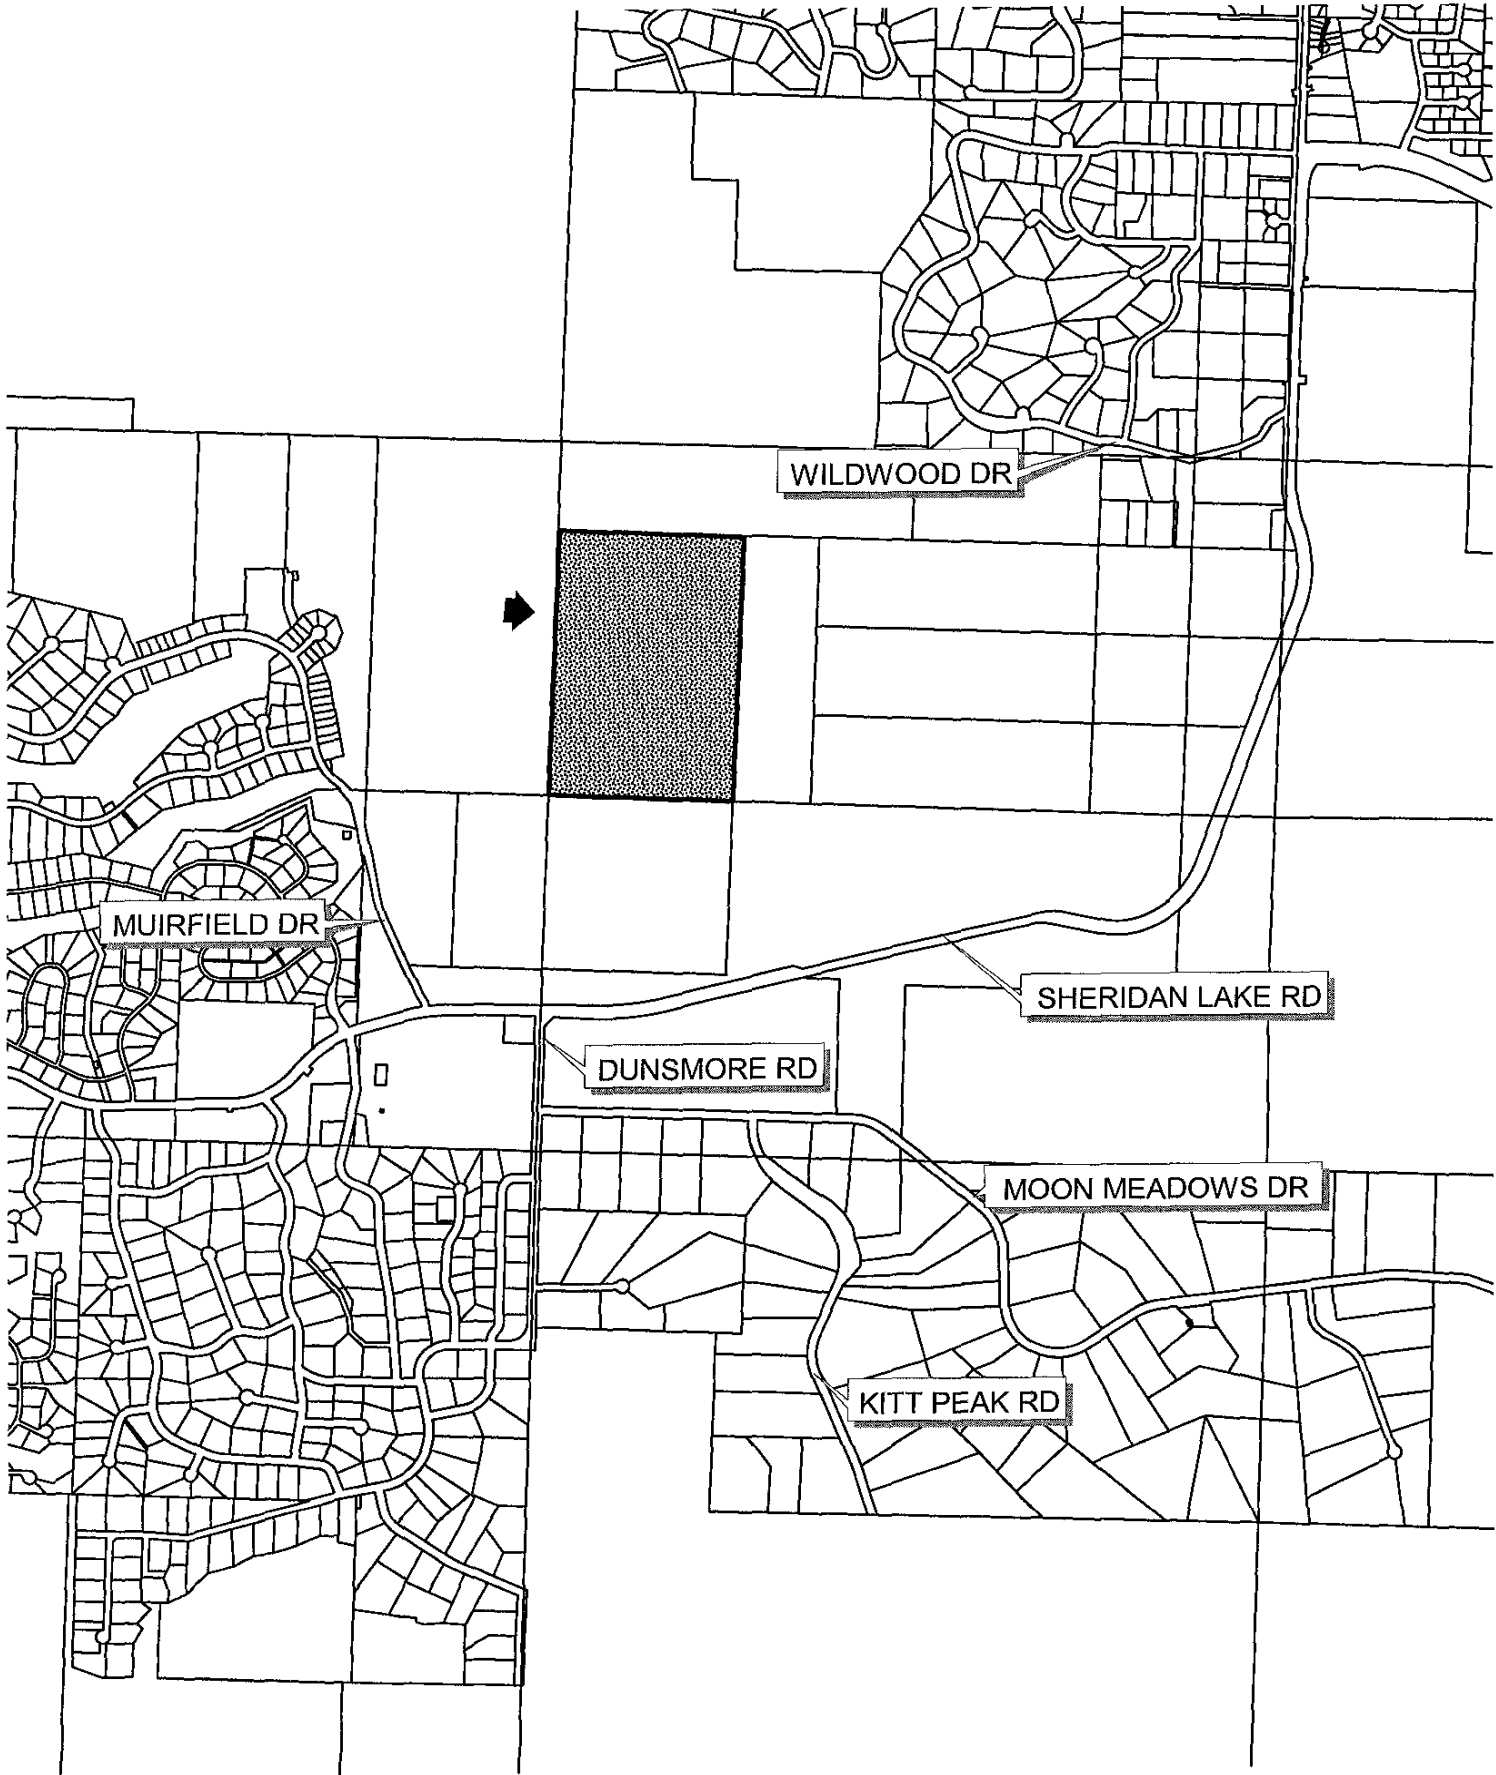 WILDWOOD DR
MUIRFIELD DR
SHERIDAN LAKE RD
DUNSMORE RD
MOON MEADOWS DR
KITT PEAK RD